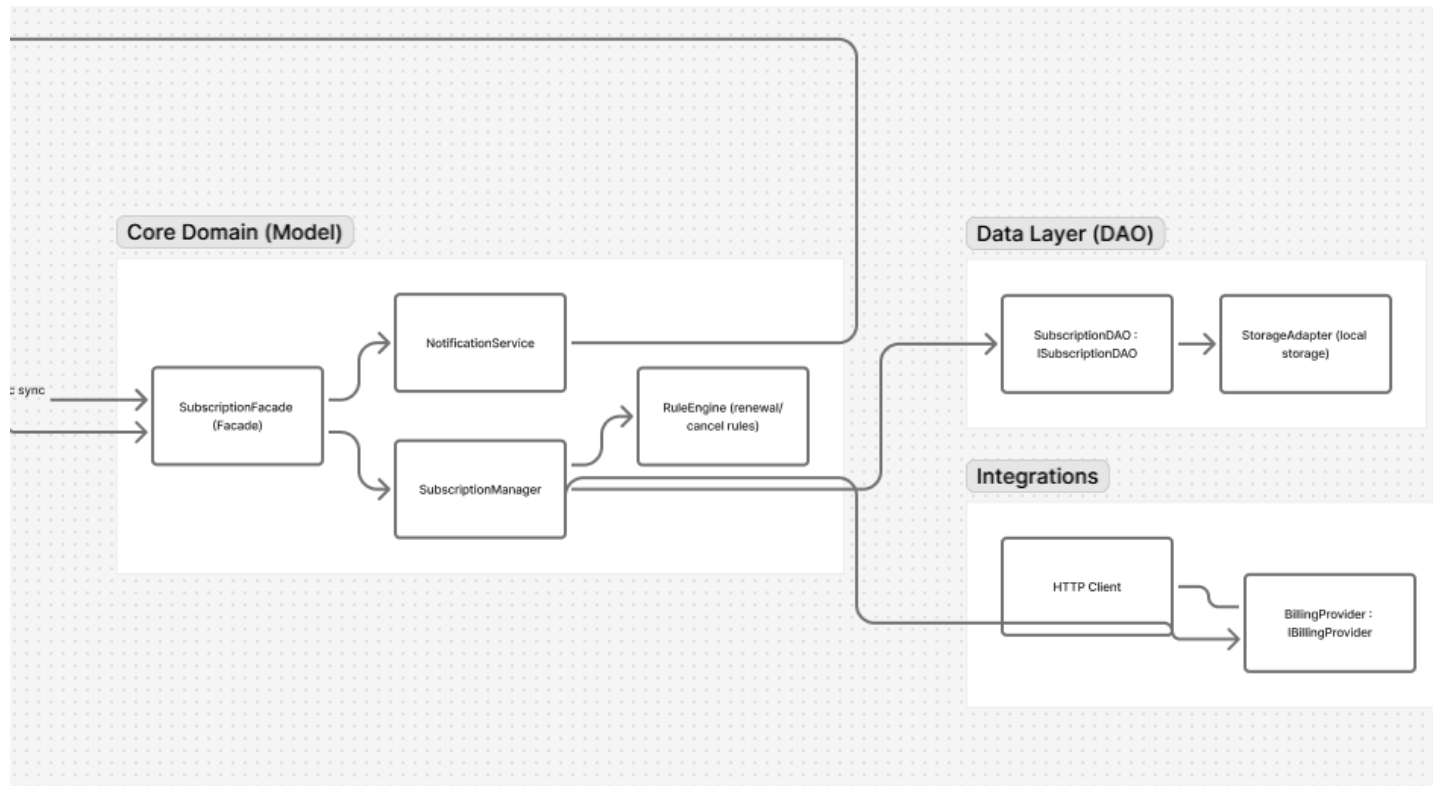 Core Domain (Model)
Data Layer (DAO)
NotificationService
SubscriptionDAO :
ISubscriptionDAO
StorageAdapter (local
storage)
c sync
SubscriptionFacade
(Facade)
RuleEngine (renewal/
cancel rules)
SubscriptionManager
Integrations
HTTP Client
BillingProvider :
IBillingProvider